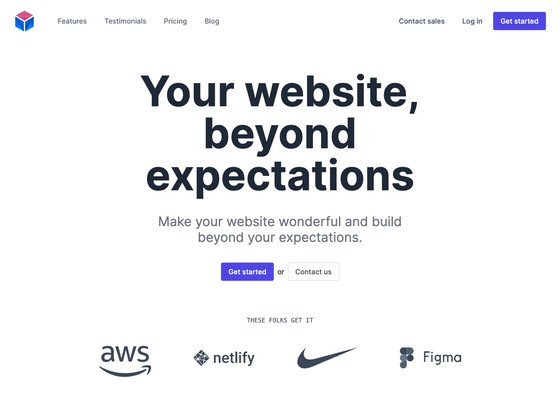 Features Testimonials Pricing Blog Contact sales Log in Get started
Your website,
beyond
expectations
Make your website wonderful and build
beyond your expectations.
Get started or Contact us
THESE FOLKS GET IT
aws netlify Figma